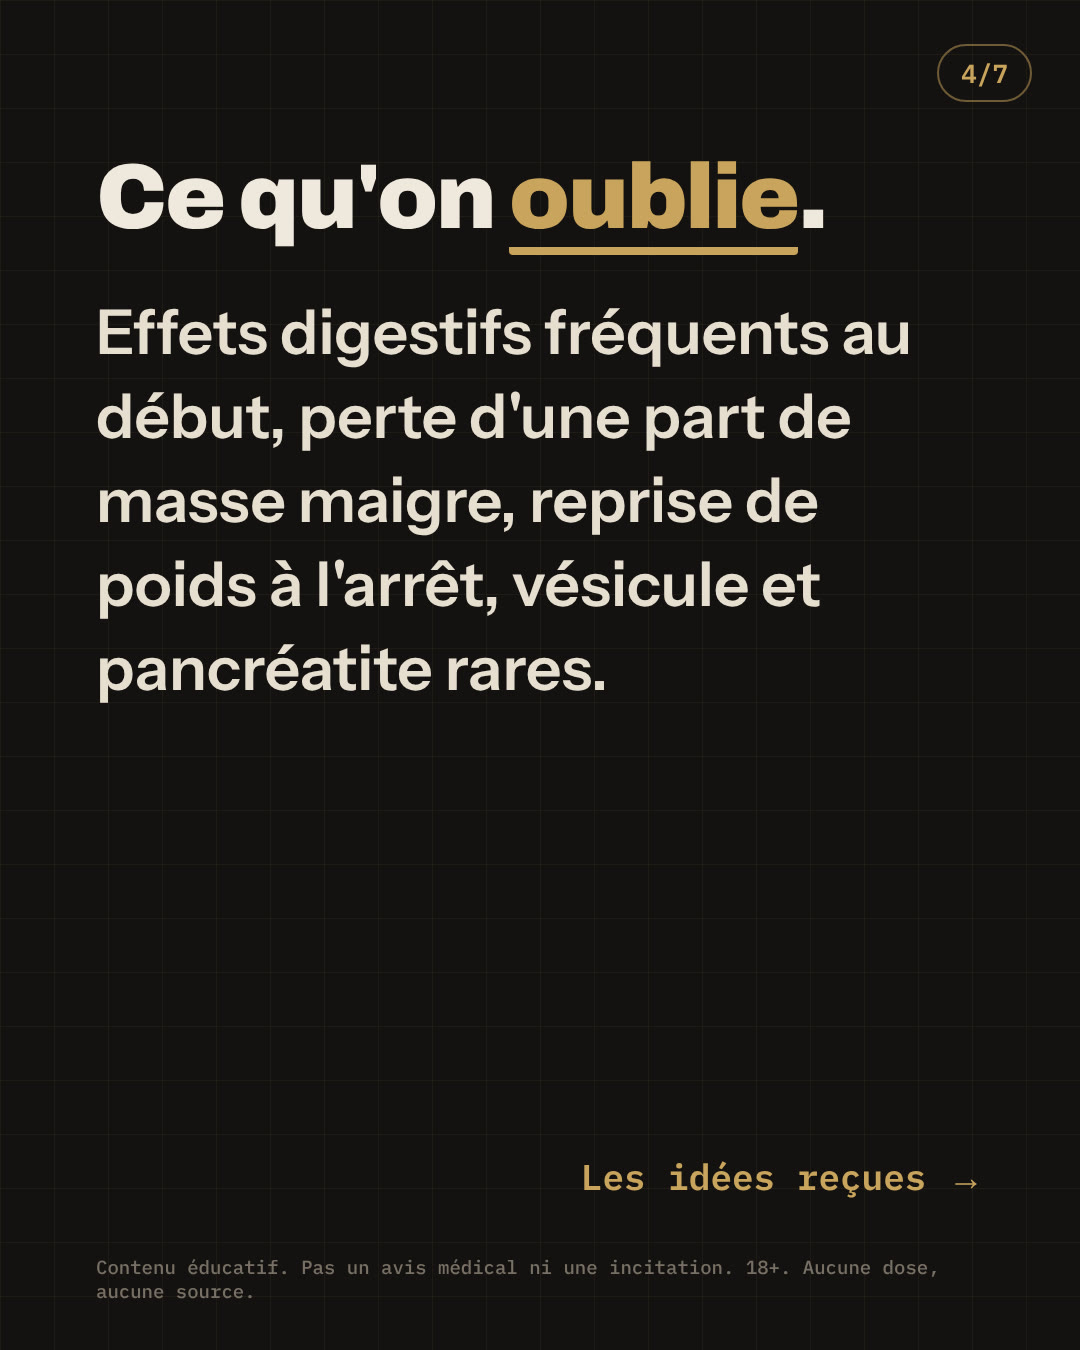 4/7
Ce qu'on oublie.
Effets digestifs fréquents au
début, perte d'une part de
masse maigre, reprise de
poids à l'arrêt, vésicule et
pancréatite rares.
Les idées reçues →
Contenu éducatif. Pas un avis médical ni une incitation. 18+. Aucune dose,
aucune source.